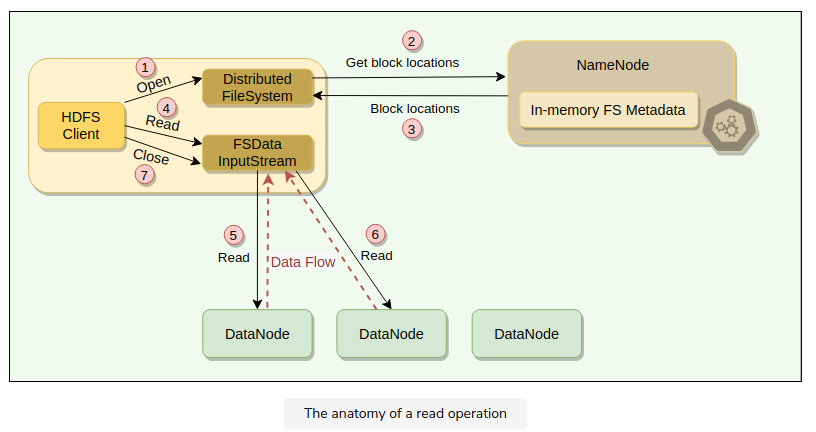 2
1
Get block locations
NameNode
Open
Distributed
FileSystem
4
HDFS
Client
Read
Block locations
In-memory FS Metadata
3
FSData
InputStream
Close
7
5
6
Read
Read
Data Flow
DataNode
DataNode
DataNode
The anatomy of a read operation